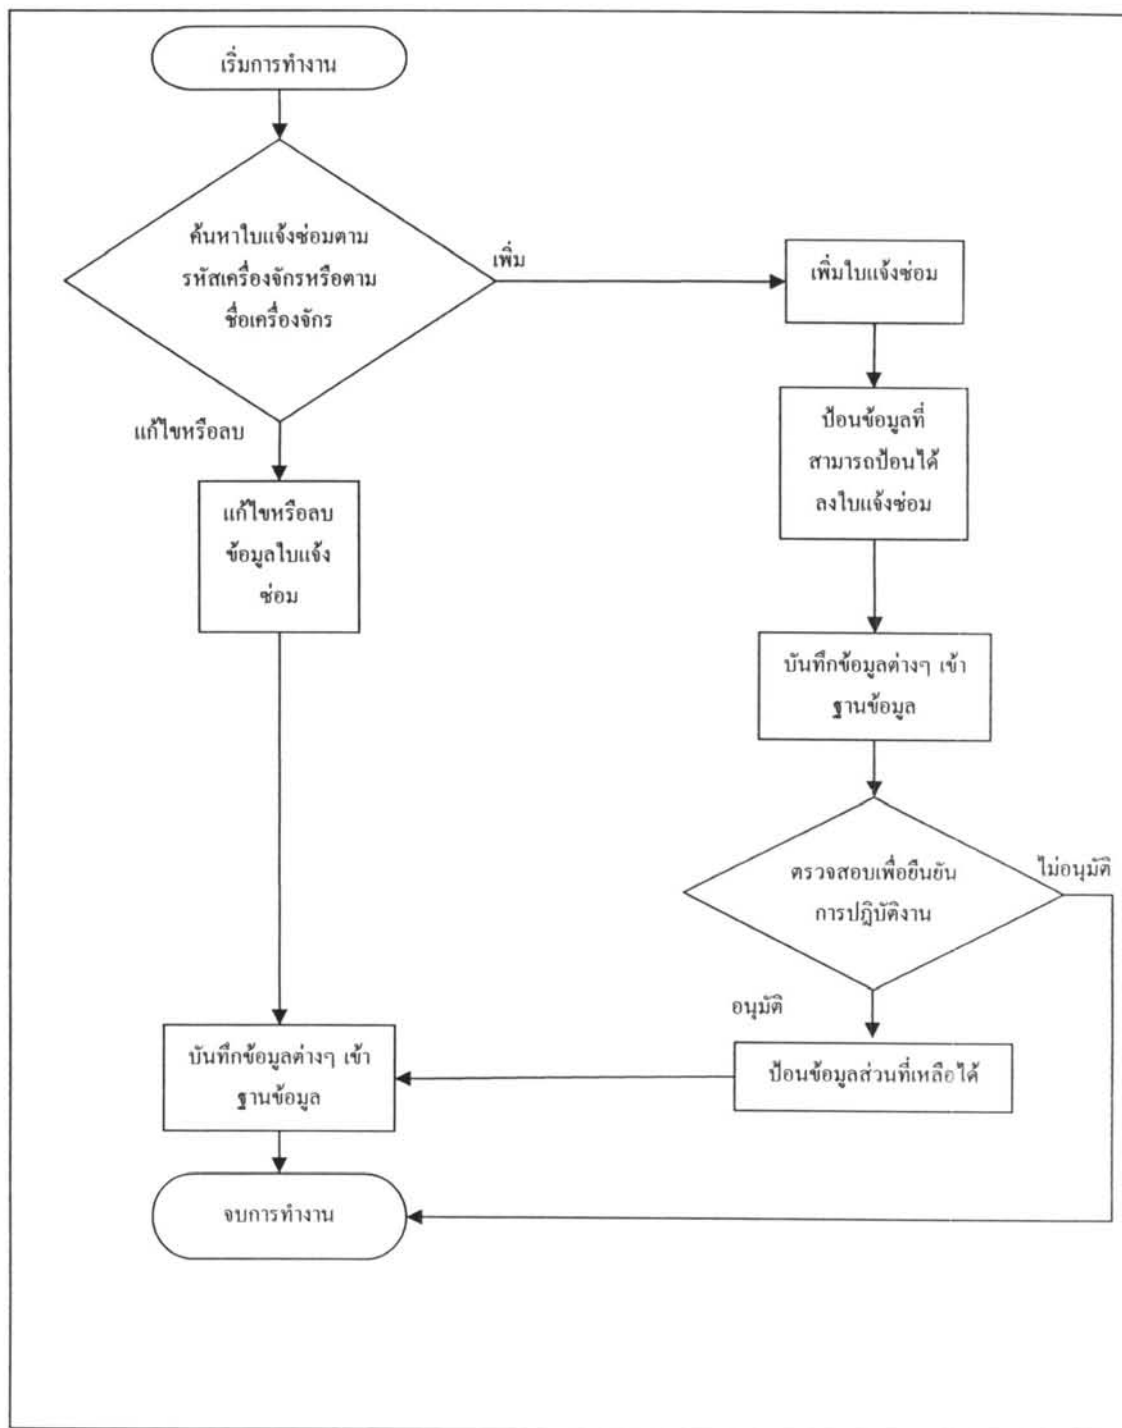 เริ่มการทำงาน
ค้นหาใบแจ้งซ่อมตาม
รหัสเครื่องจักรหรือตาม
ชื่อเครื่องจักร
เพิ่ม
เพิ่มใบแจ้งซ่อม
แก้ไขหรือลบ
ป้อนข้อมูลที่
สามารถป้อนได้
ลงใบแจ้งซ่อม
แก้ไขหรือลบ
ข้อมูลใบแจ้ง
ซ่อม
บันทึกข้อมูลต่างๆ เข้า
ฐานข้อมูล
ตรวจสอบเพื่อยืนยัน
การปฏิบัติงาน
ไม่อนุมัติ
อนุมัติ
บันทึกข้อมูลต่างๆ เข้า
ฐานข้อมูล
ป้อนข้อมูลส่วนที่เหลือได้
จบการทำงาน